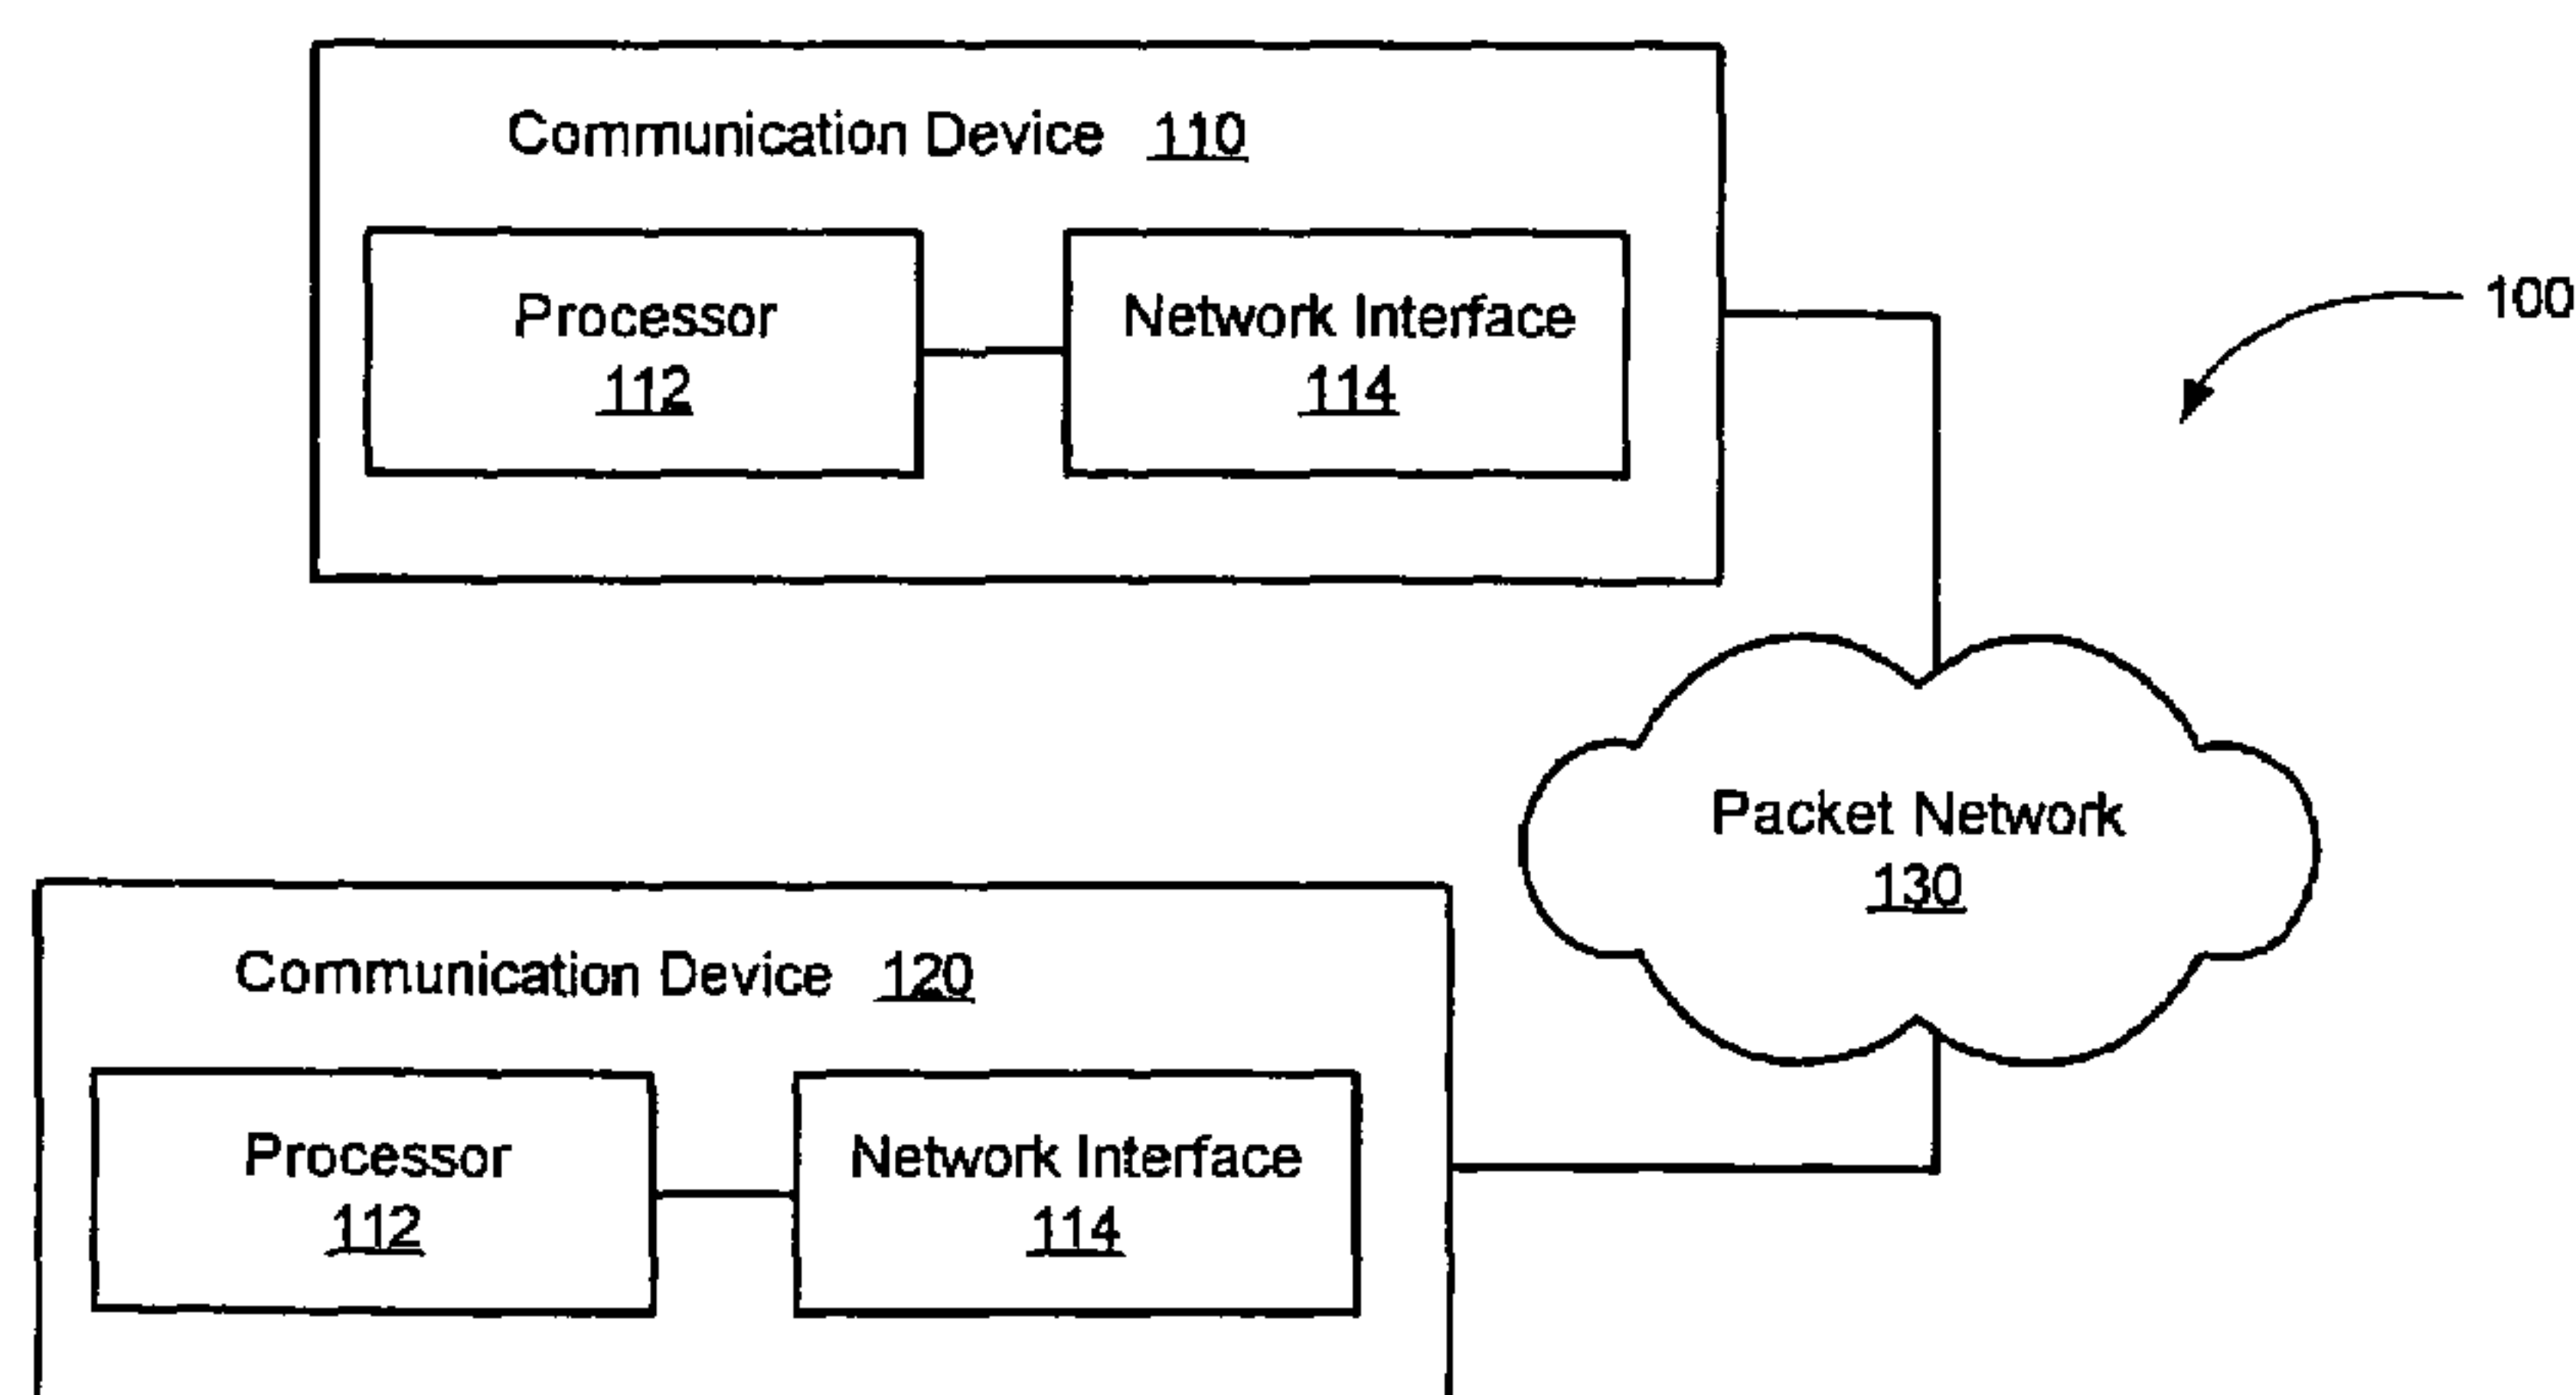 Communication Device 110
Processor
112
Network Interface
114
100
Packet Network
130
Communication Device 120
Processor
112
Network Interface
114